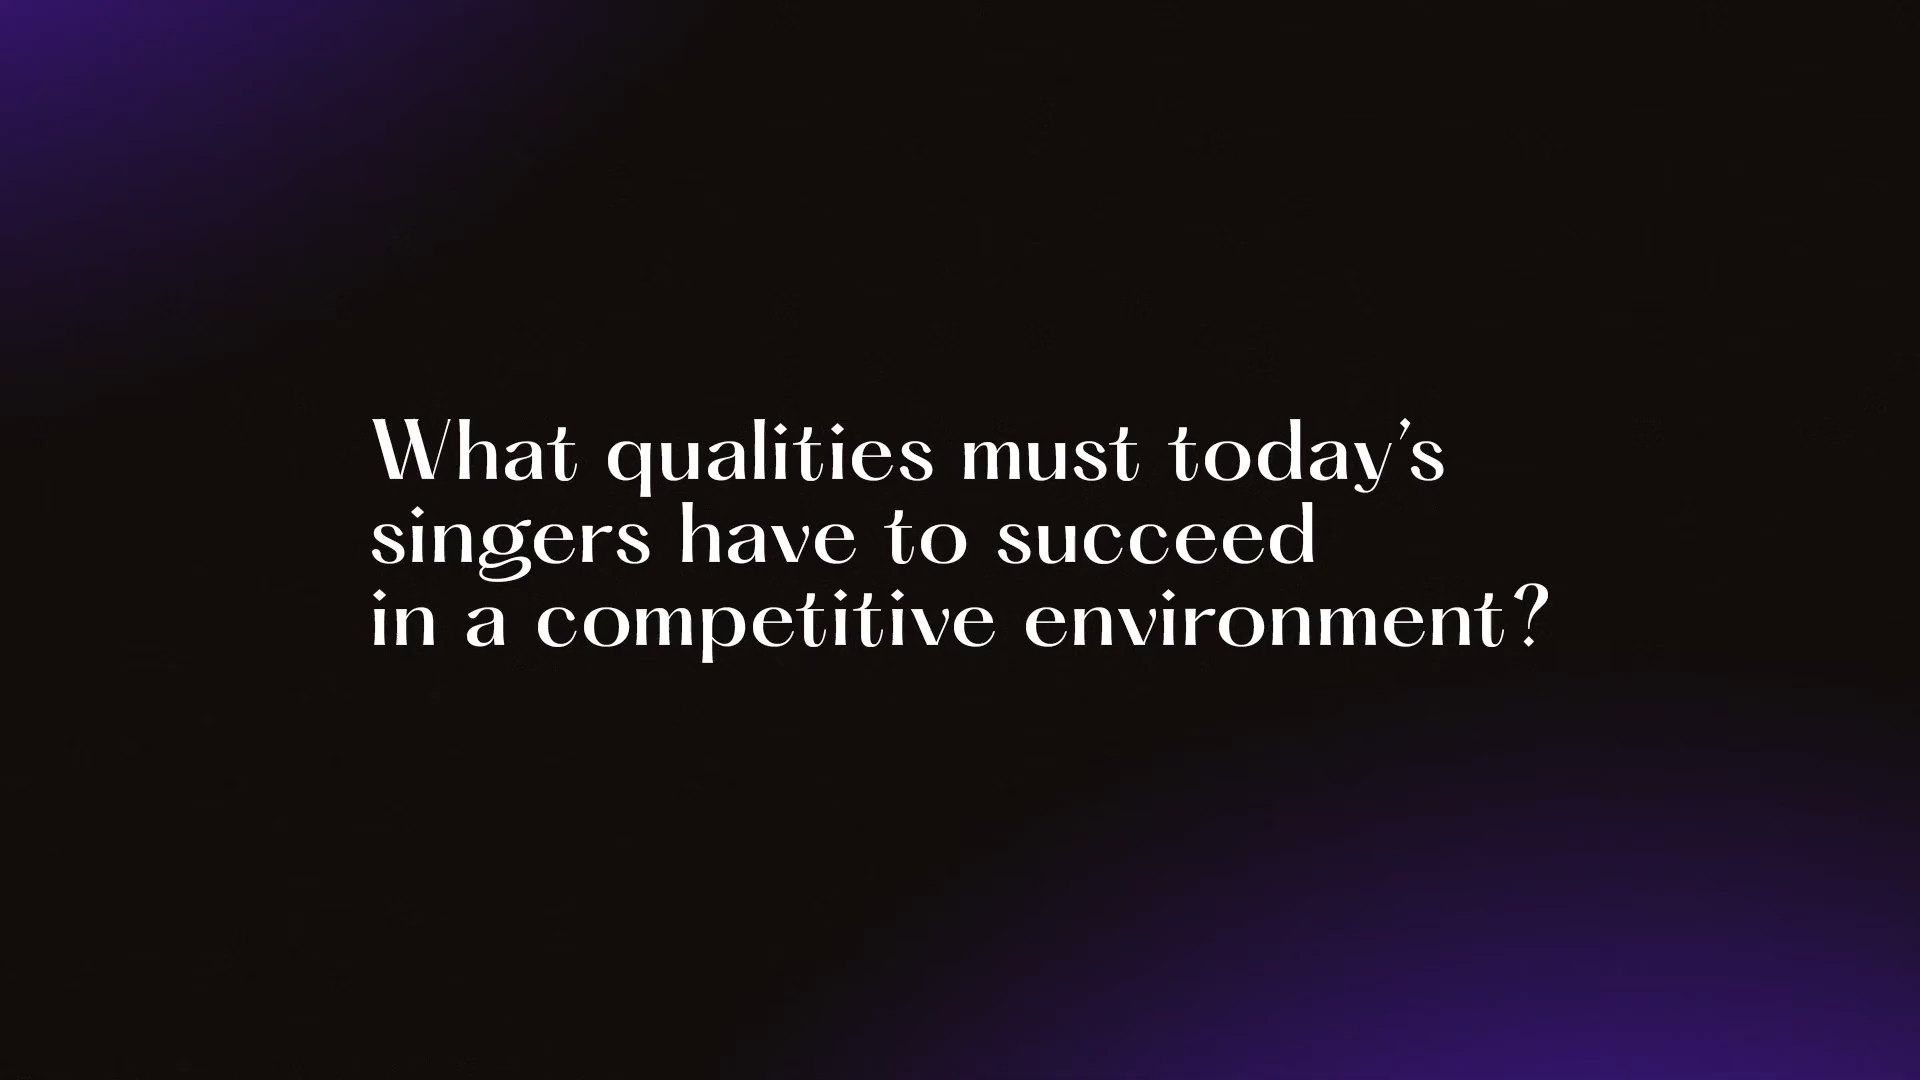 What qualities must today’s
singers have to succeed
in a competitive environment?